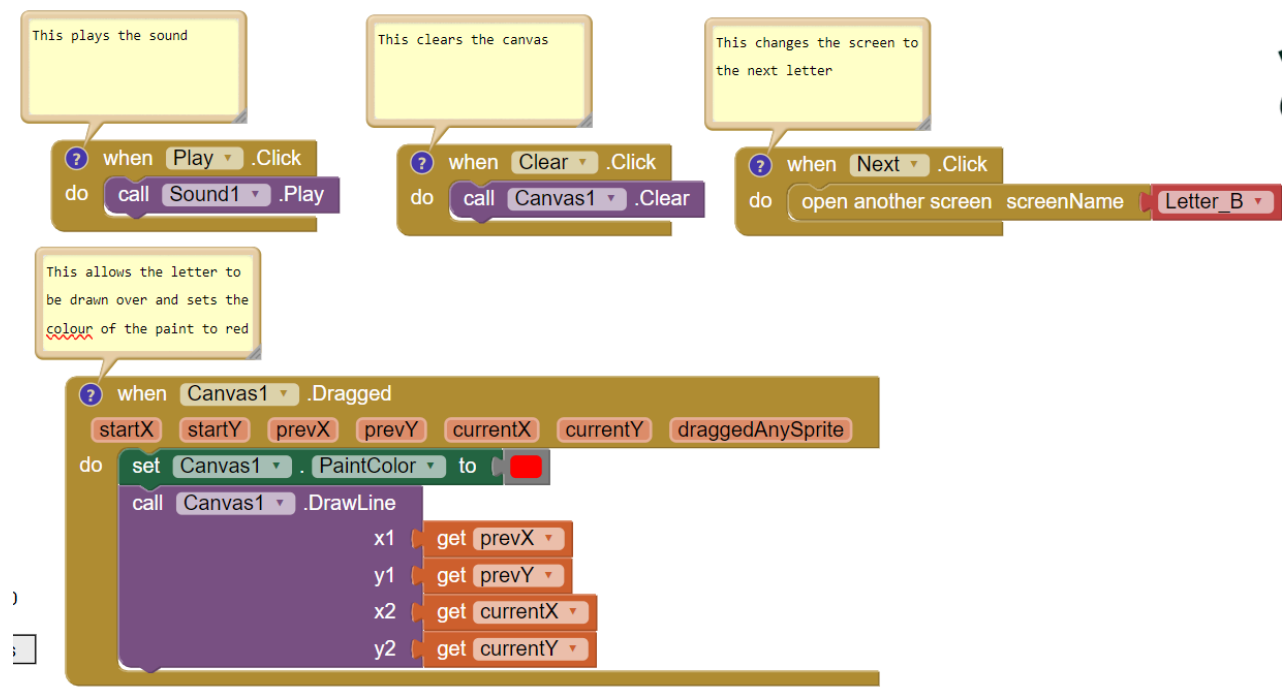 This plays the sound
This clears the canvas
This changes the screen to
the next letter
? when Play .Click
do call Sound1 .Play
? when Clear .Click
do call Canvas1 .Clear
? when Next .Click
do open another screen screenName Letter_B
This allows the letter to
be drawn over and sets the
colour of the paint to red
? when Canvas1 .Dragged
startX startY prevX prevY currentX currentY draggedAnySprite
do set Canvas1 . PaintColor to
call Canvas1 .DrawLine
x1 get prevX
y1 get prevY
x2 get currentX
y2 get currentY